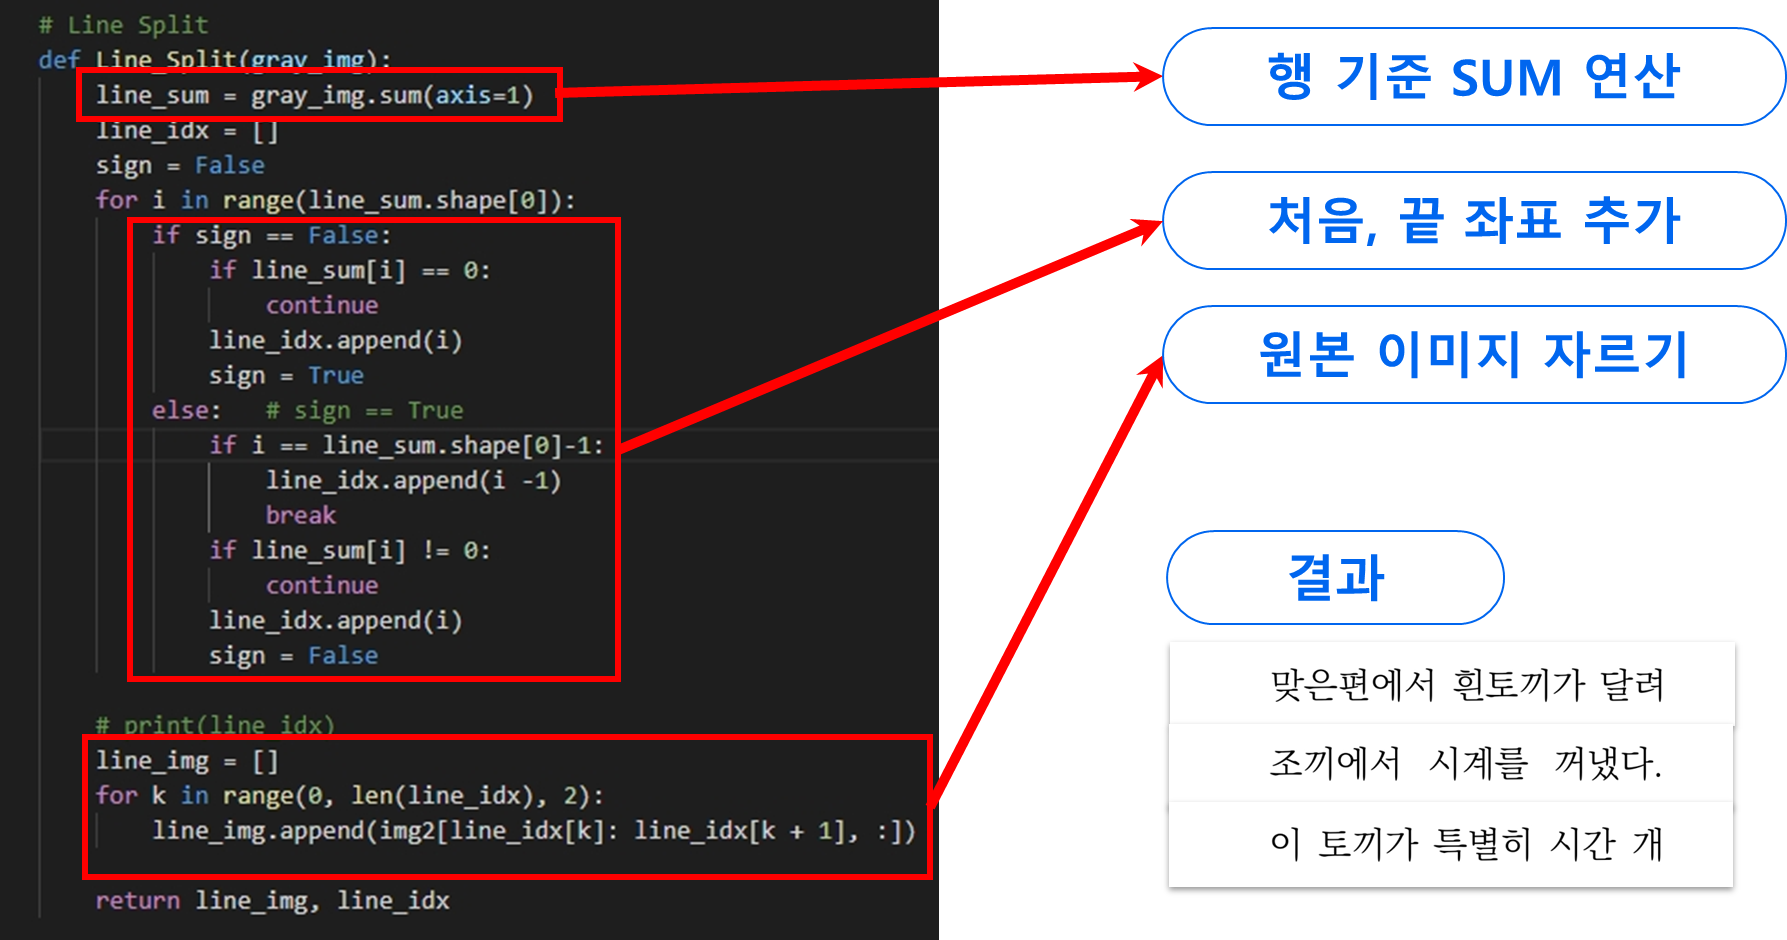 # Line Split
def Line_Split(gray_img):
line_sum = gray_img.sum(axis=1)
line_idx = []
sign = False
for i in range(line_sum.shape[0]):
if sign == False:
if line_sum[i] == 0:
continue
line_idx.append(i)
sign = True
else:   # sign == True
if i == line_sum.shape[0]-1:
line_idx.append(i -1)
break
if line_sum[i] != 0:
continue
line_idx.append(i)
sign = False
# print(line_idx)
line_img = []
for k in range(0, len(line_idx), 2):
line_img.append(img2[line_idx[k]: line_idx[k + 1], :])
return line_img, line_idx
행 기준 SUM 연산
처음, 끝 좌표 추가
원본 이미지 자르기
결과
맞은편에서 흰토끼가 달려
조끼에서 시계를 꺼냈다.
이 토끼가 특별히 시간 개